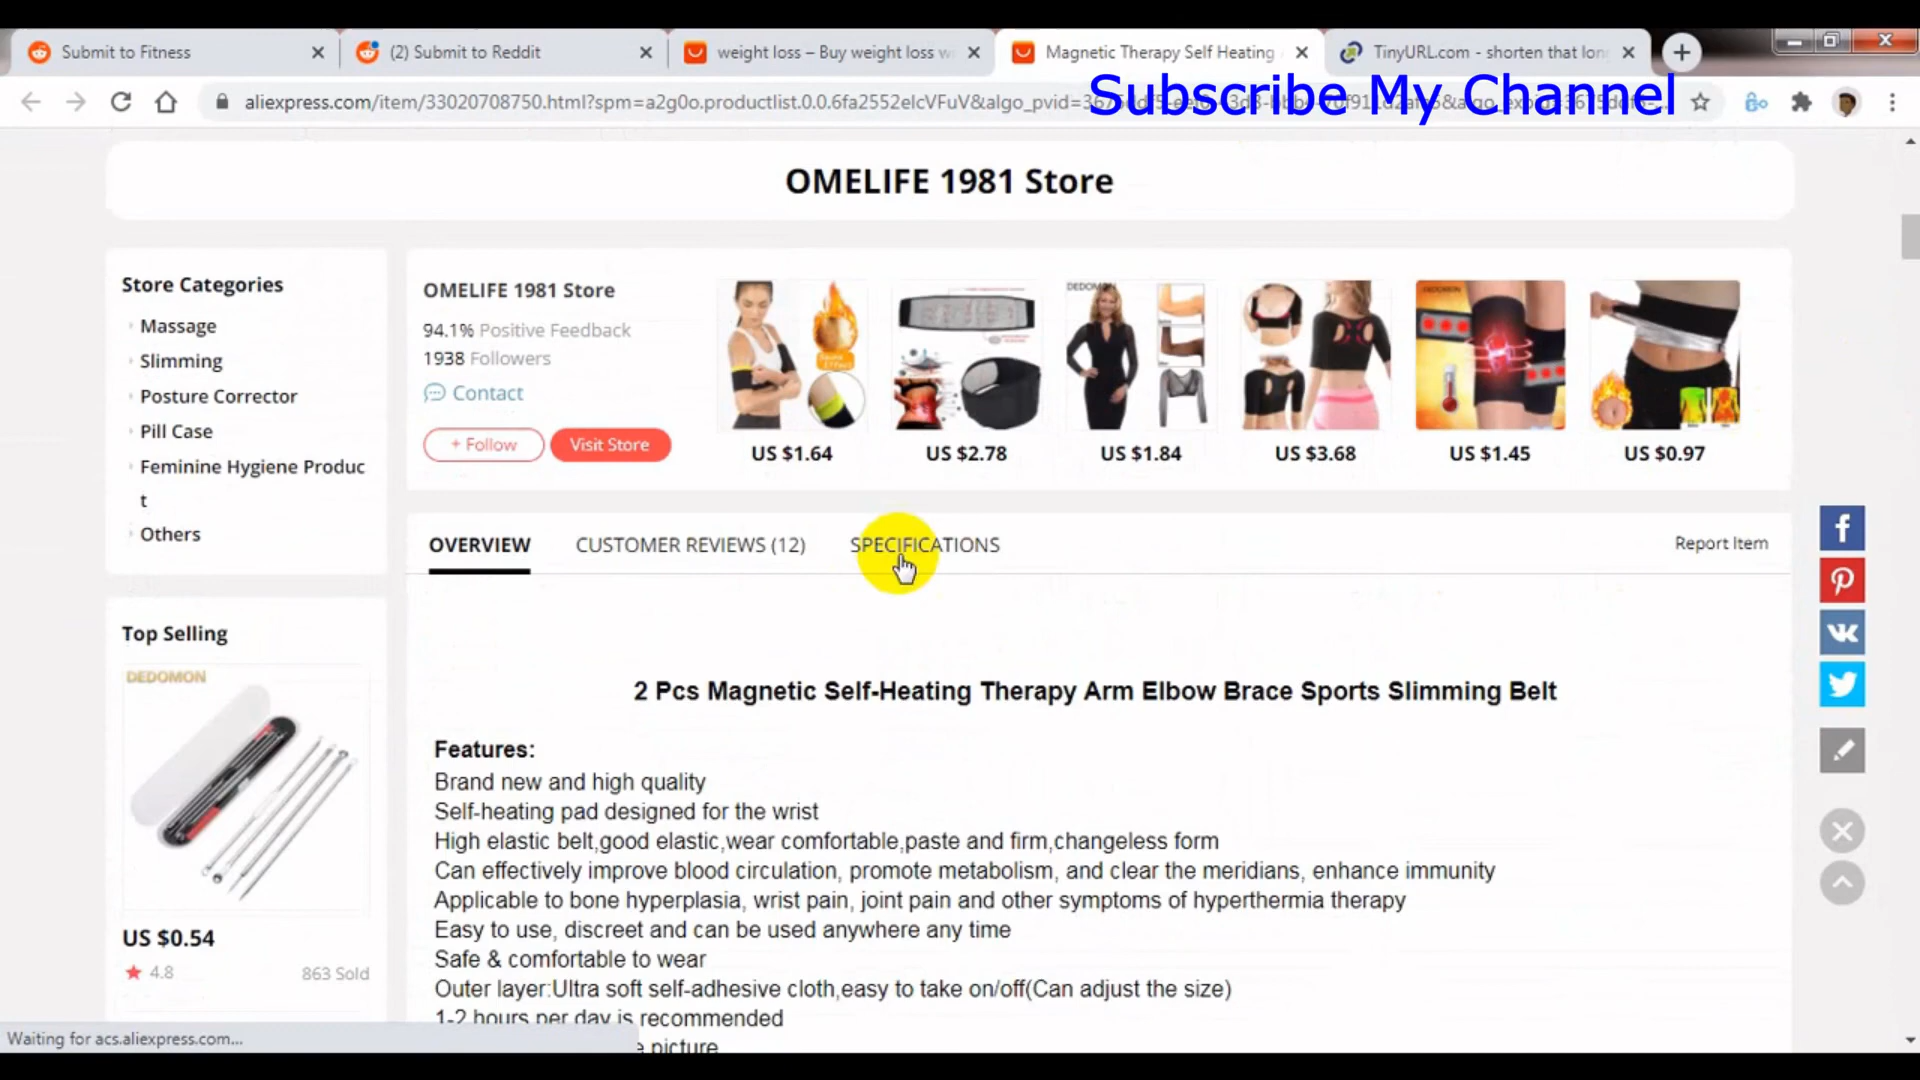 Submit to Fitness
(2) Submit to Reddit
weight loss – Buy weight loss w
Magnetic Therapy Self Heating
TinyURL.com - shorten that lon
Subscribe My Channel
aliexpress.com/item/33020708750.html?spm=a2g0o.productlist.0.0.6fa2552elcVFuV&algo_pvid=
OMELIFE 1981 Store
Store Categories
Massage
Slimming
Posture Corrector
Pill Case
Feminine Hygiene Produc
t
Others
OMELIFE 1981 Store
94.1% Positive Feedback
1938 Followers
Contact
+ Follow
Visit Store
DEDOMON
US $1.64
US $2.78
US $1.84
US $3.68
US $1.45
US $0.97
OVERVIEW
CUSTOMER REVIEWS (12)
SPECIFICATIONS
Report Item
Top Selling
DEDOMON
US $0.54
4.8
863 Sold
2 Pcs Magnetic Self-Heating Therapy Arm Elbow Brace Sports Slimming Belt
Features:
Brand new and high quality
Self-heating pad designed for the wrist
High elastic belt,good elastic,wear comfortable,paste and firm,changeless form
Can effectively improve blood circulation, promote metabolism, and clear the meridians, enhance immunity
Applicable to bone hyperplasia, wrist pain, joint pain and other symptoms of hyperthermia therapy
Easy to use, discreet and can be used anywhere any time
Safe & comfortable to wear
Outer layer:Ultra soft self-adhesive cloth,easy to take on/off(Can adjust the size)
1-2 hours per day is recommended
picture
Waiting for acs.aliexpress.com...